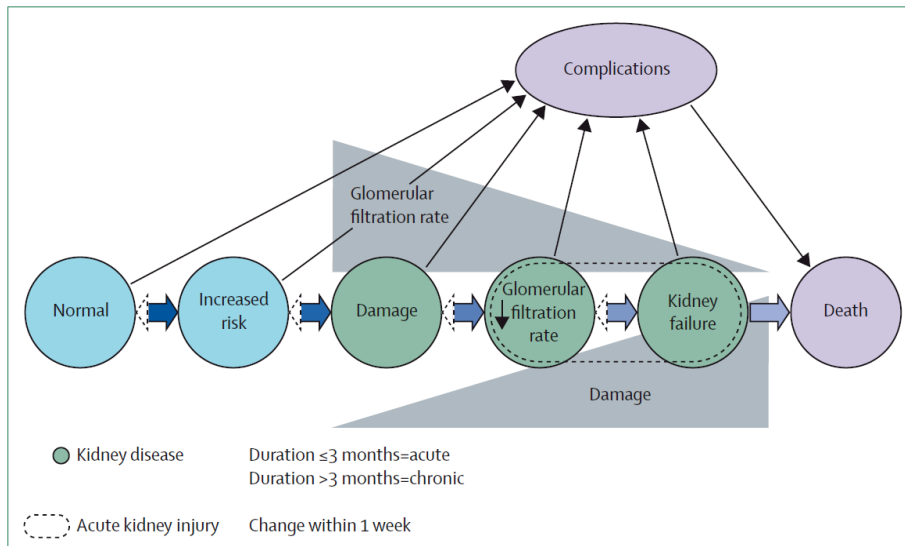 Complications
Glomerular
filtration rate
Normal
Increased
risk
Damage
Glomerular
filtration
rate
Kidney
failure
Death
Damage
Kidney disease
Duration ≤3 months=acute
Duration >3 months=chronic
Acute kidney injury
Change within 1 week